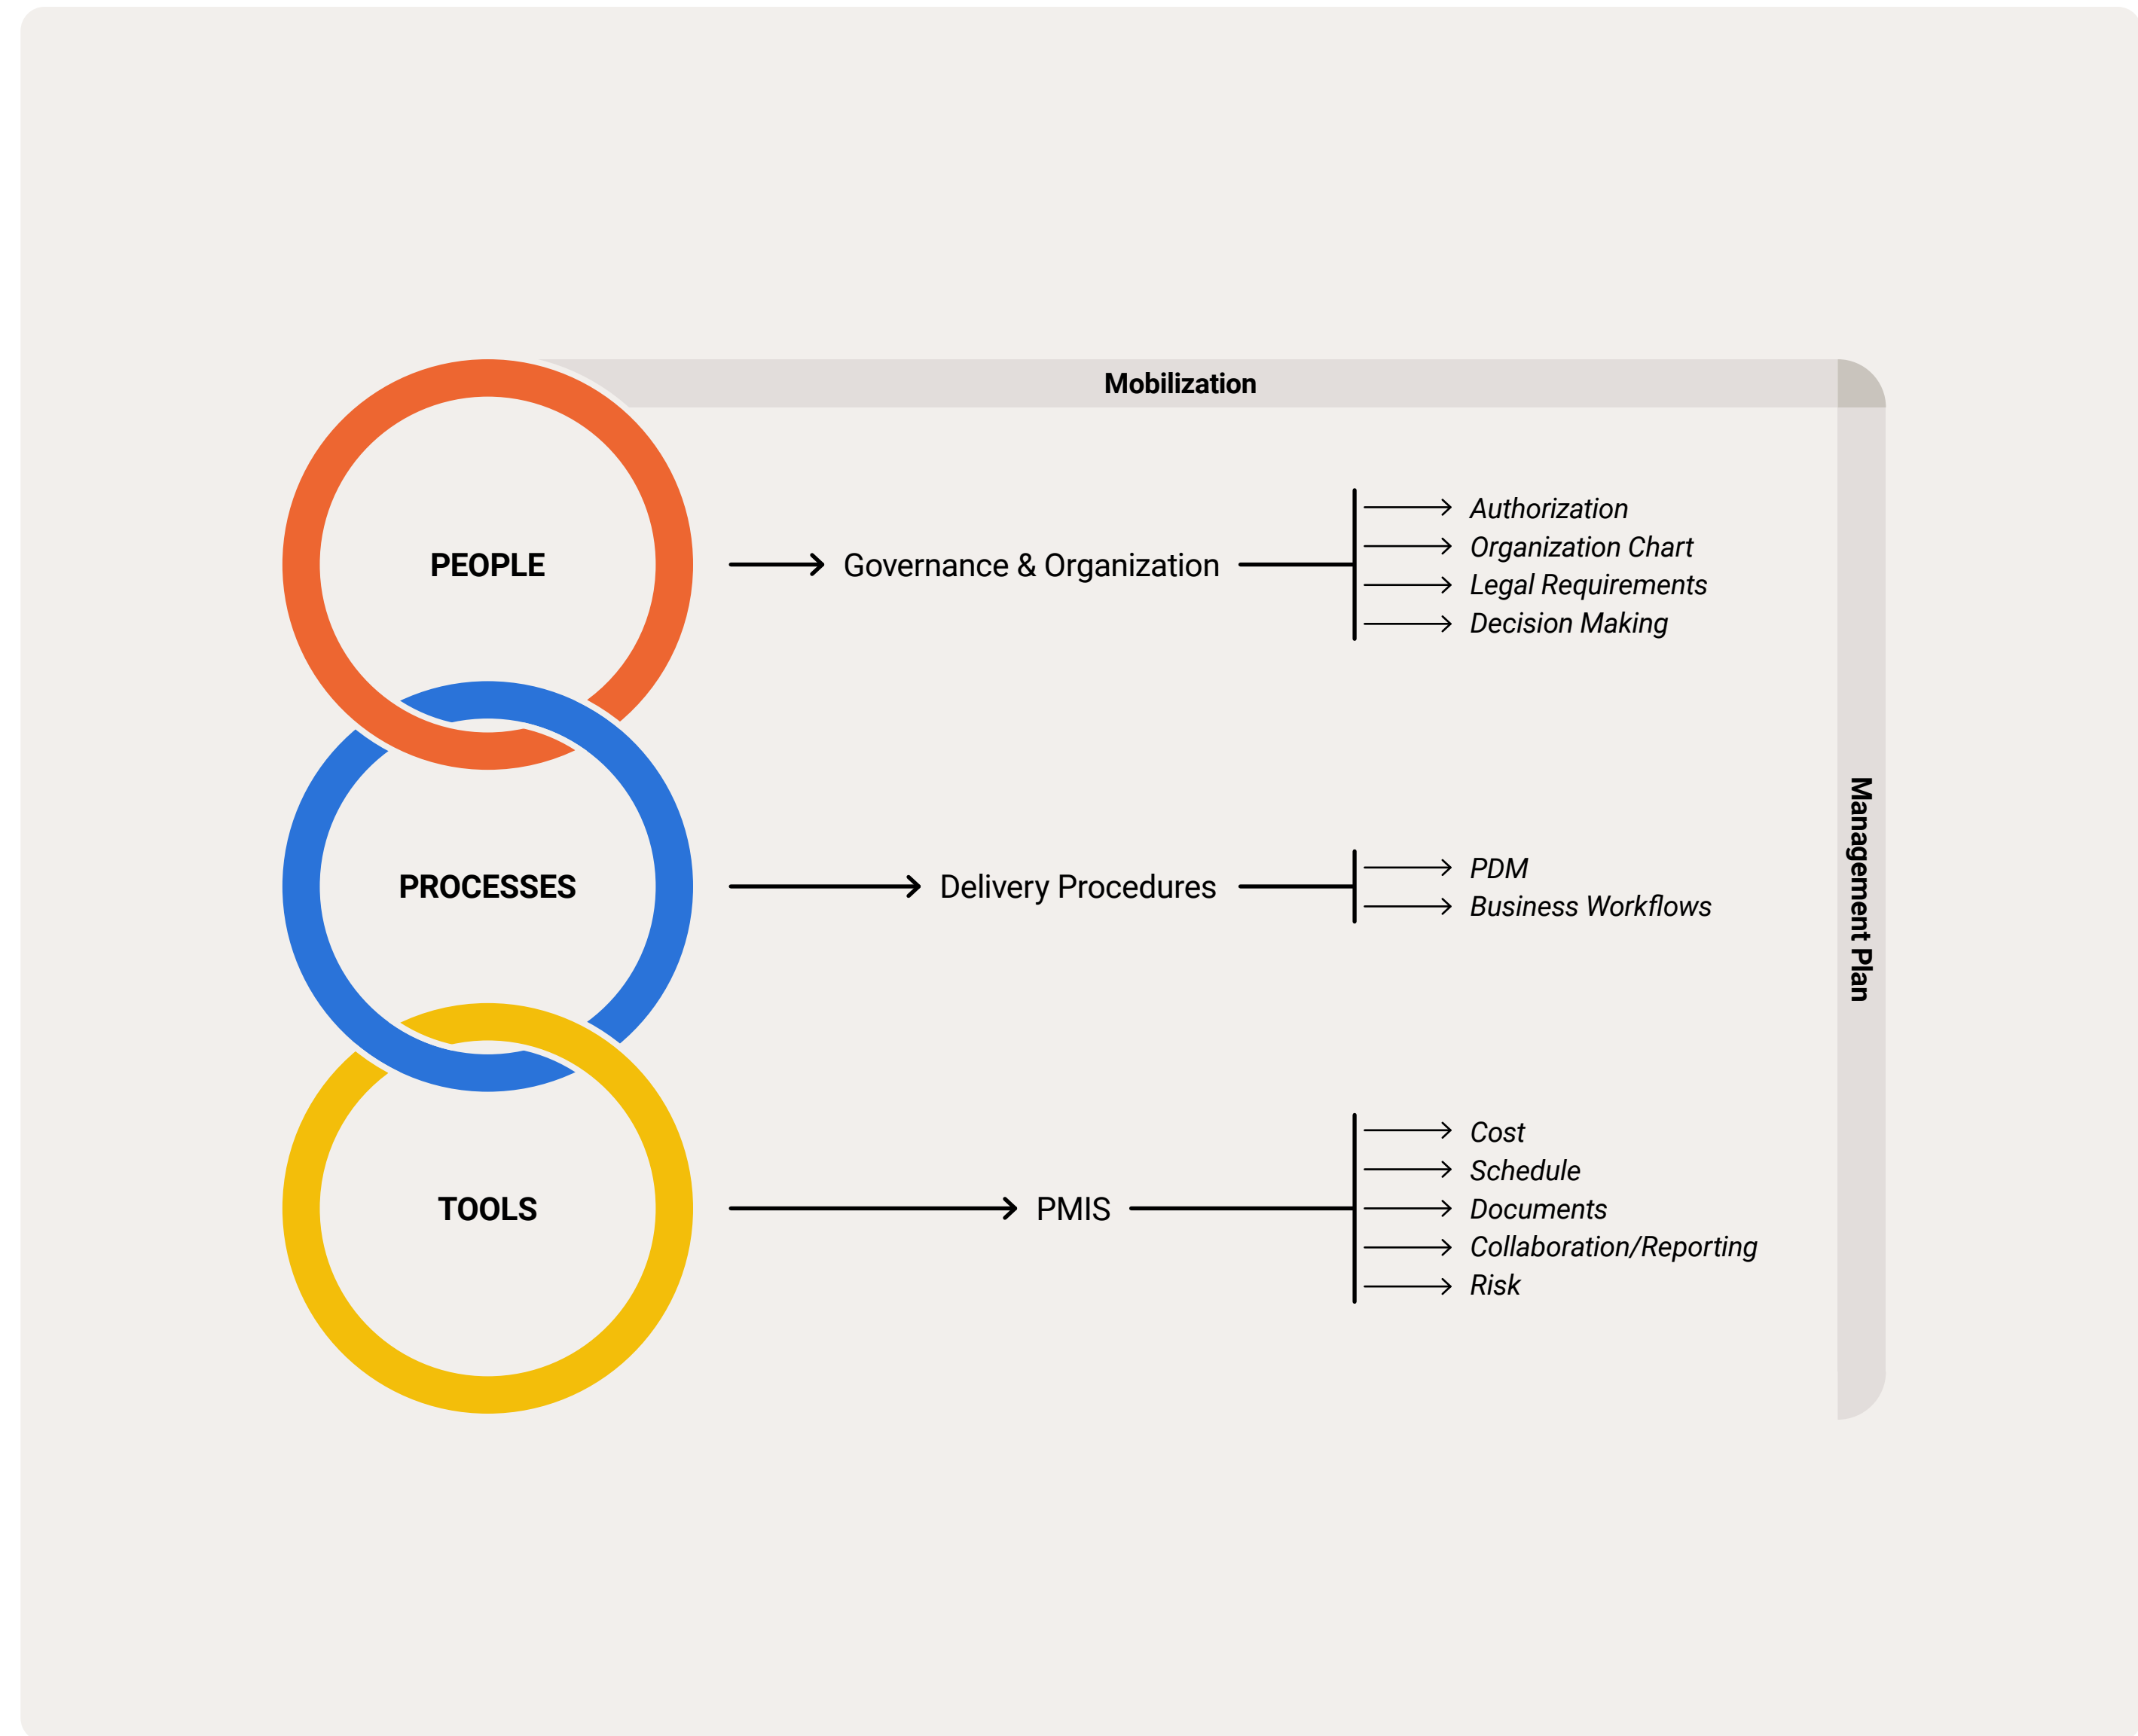 Mobilization
PEOPLE
Governance & Organization
Authorization
Organization Chart
Legal Requirements
Decision Making
PROCESSES
Delivery Procedures
PDM
Business Workflows
TOOLS
PMIS
Cost
Schedule
Documents
Collaboration/Reporting
Risk
Management Plan